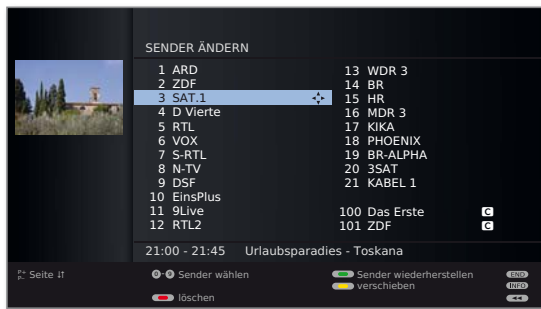 SENDER ÄNDERN
1 ARD
2 ZDF
3 SAT.1
4 D Vierte
5 RTL
6 VOX
7 S-RTL
8 N-TV
9 DSF
10 EinsPlus
11 9Live
12 RTL2
13 WDR 3
14 BR
15 HR
16 MDR 3
17 KIKA
18 PHOENIX
19 BR-ALPHA
20 3SAT
21 KABEL 1
100 Das Erste C
101 ZDF C
21:00 - 21:45 Urlaubsparadies - Toskana
P+ P- Seite
0-9 Sender wählen
löschen
Sender wiederherstellen
verschieben
END
INFO